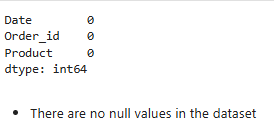 Date 0
Order_id 0
Product 0
dtype: int64
• There are no null values in the dataset